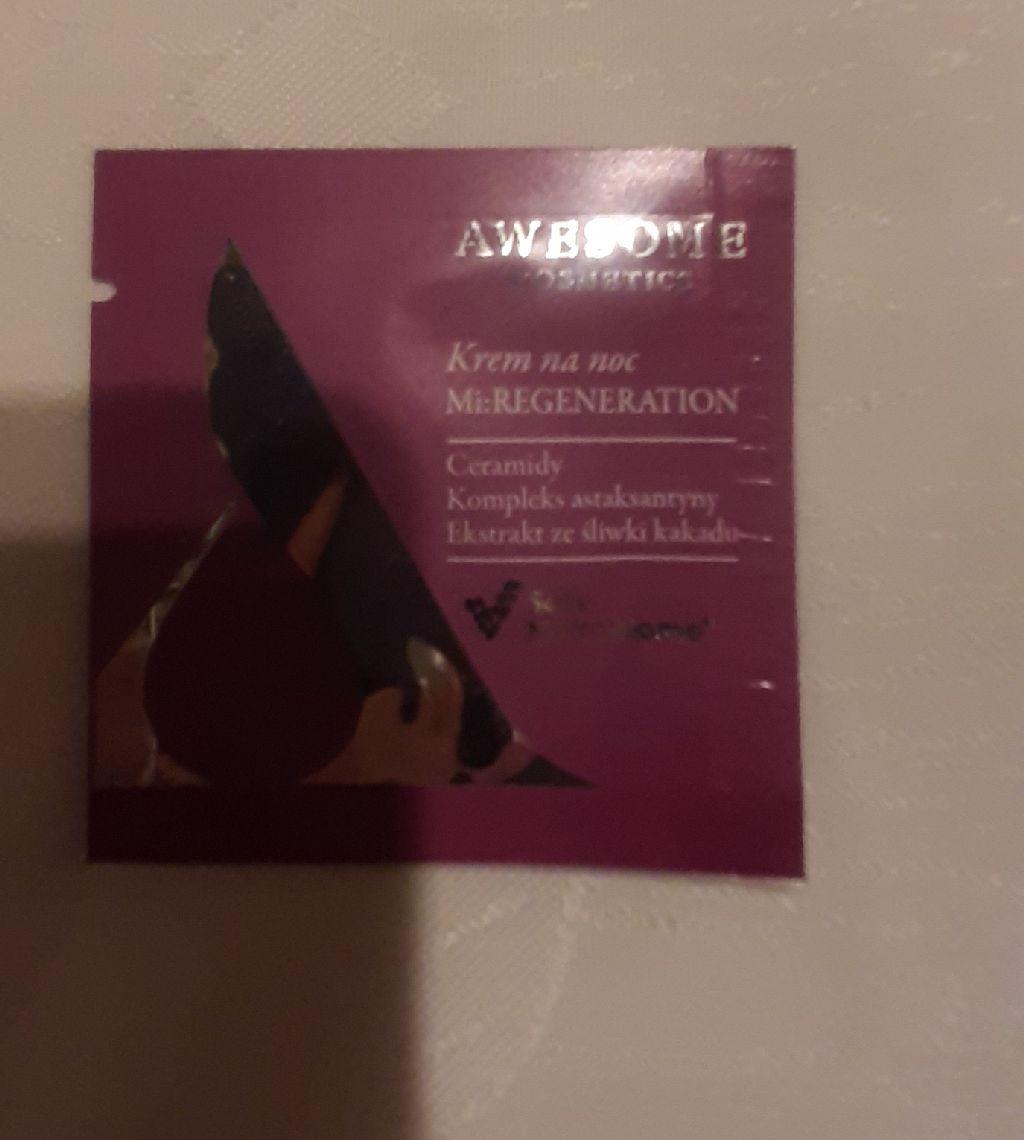 AWESOME
COSMETICS
Krem na noc
Mi:REGENERATION
Ceramidy
Kompleks astaksantyny
Ekstrakt ze śliwki kakadu